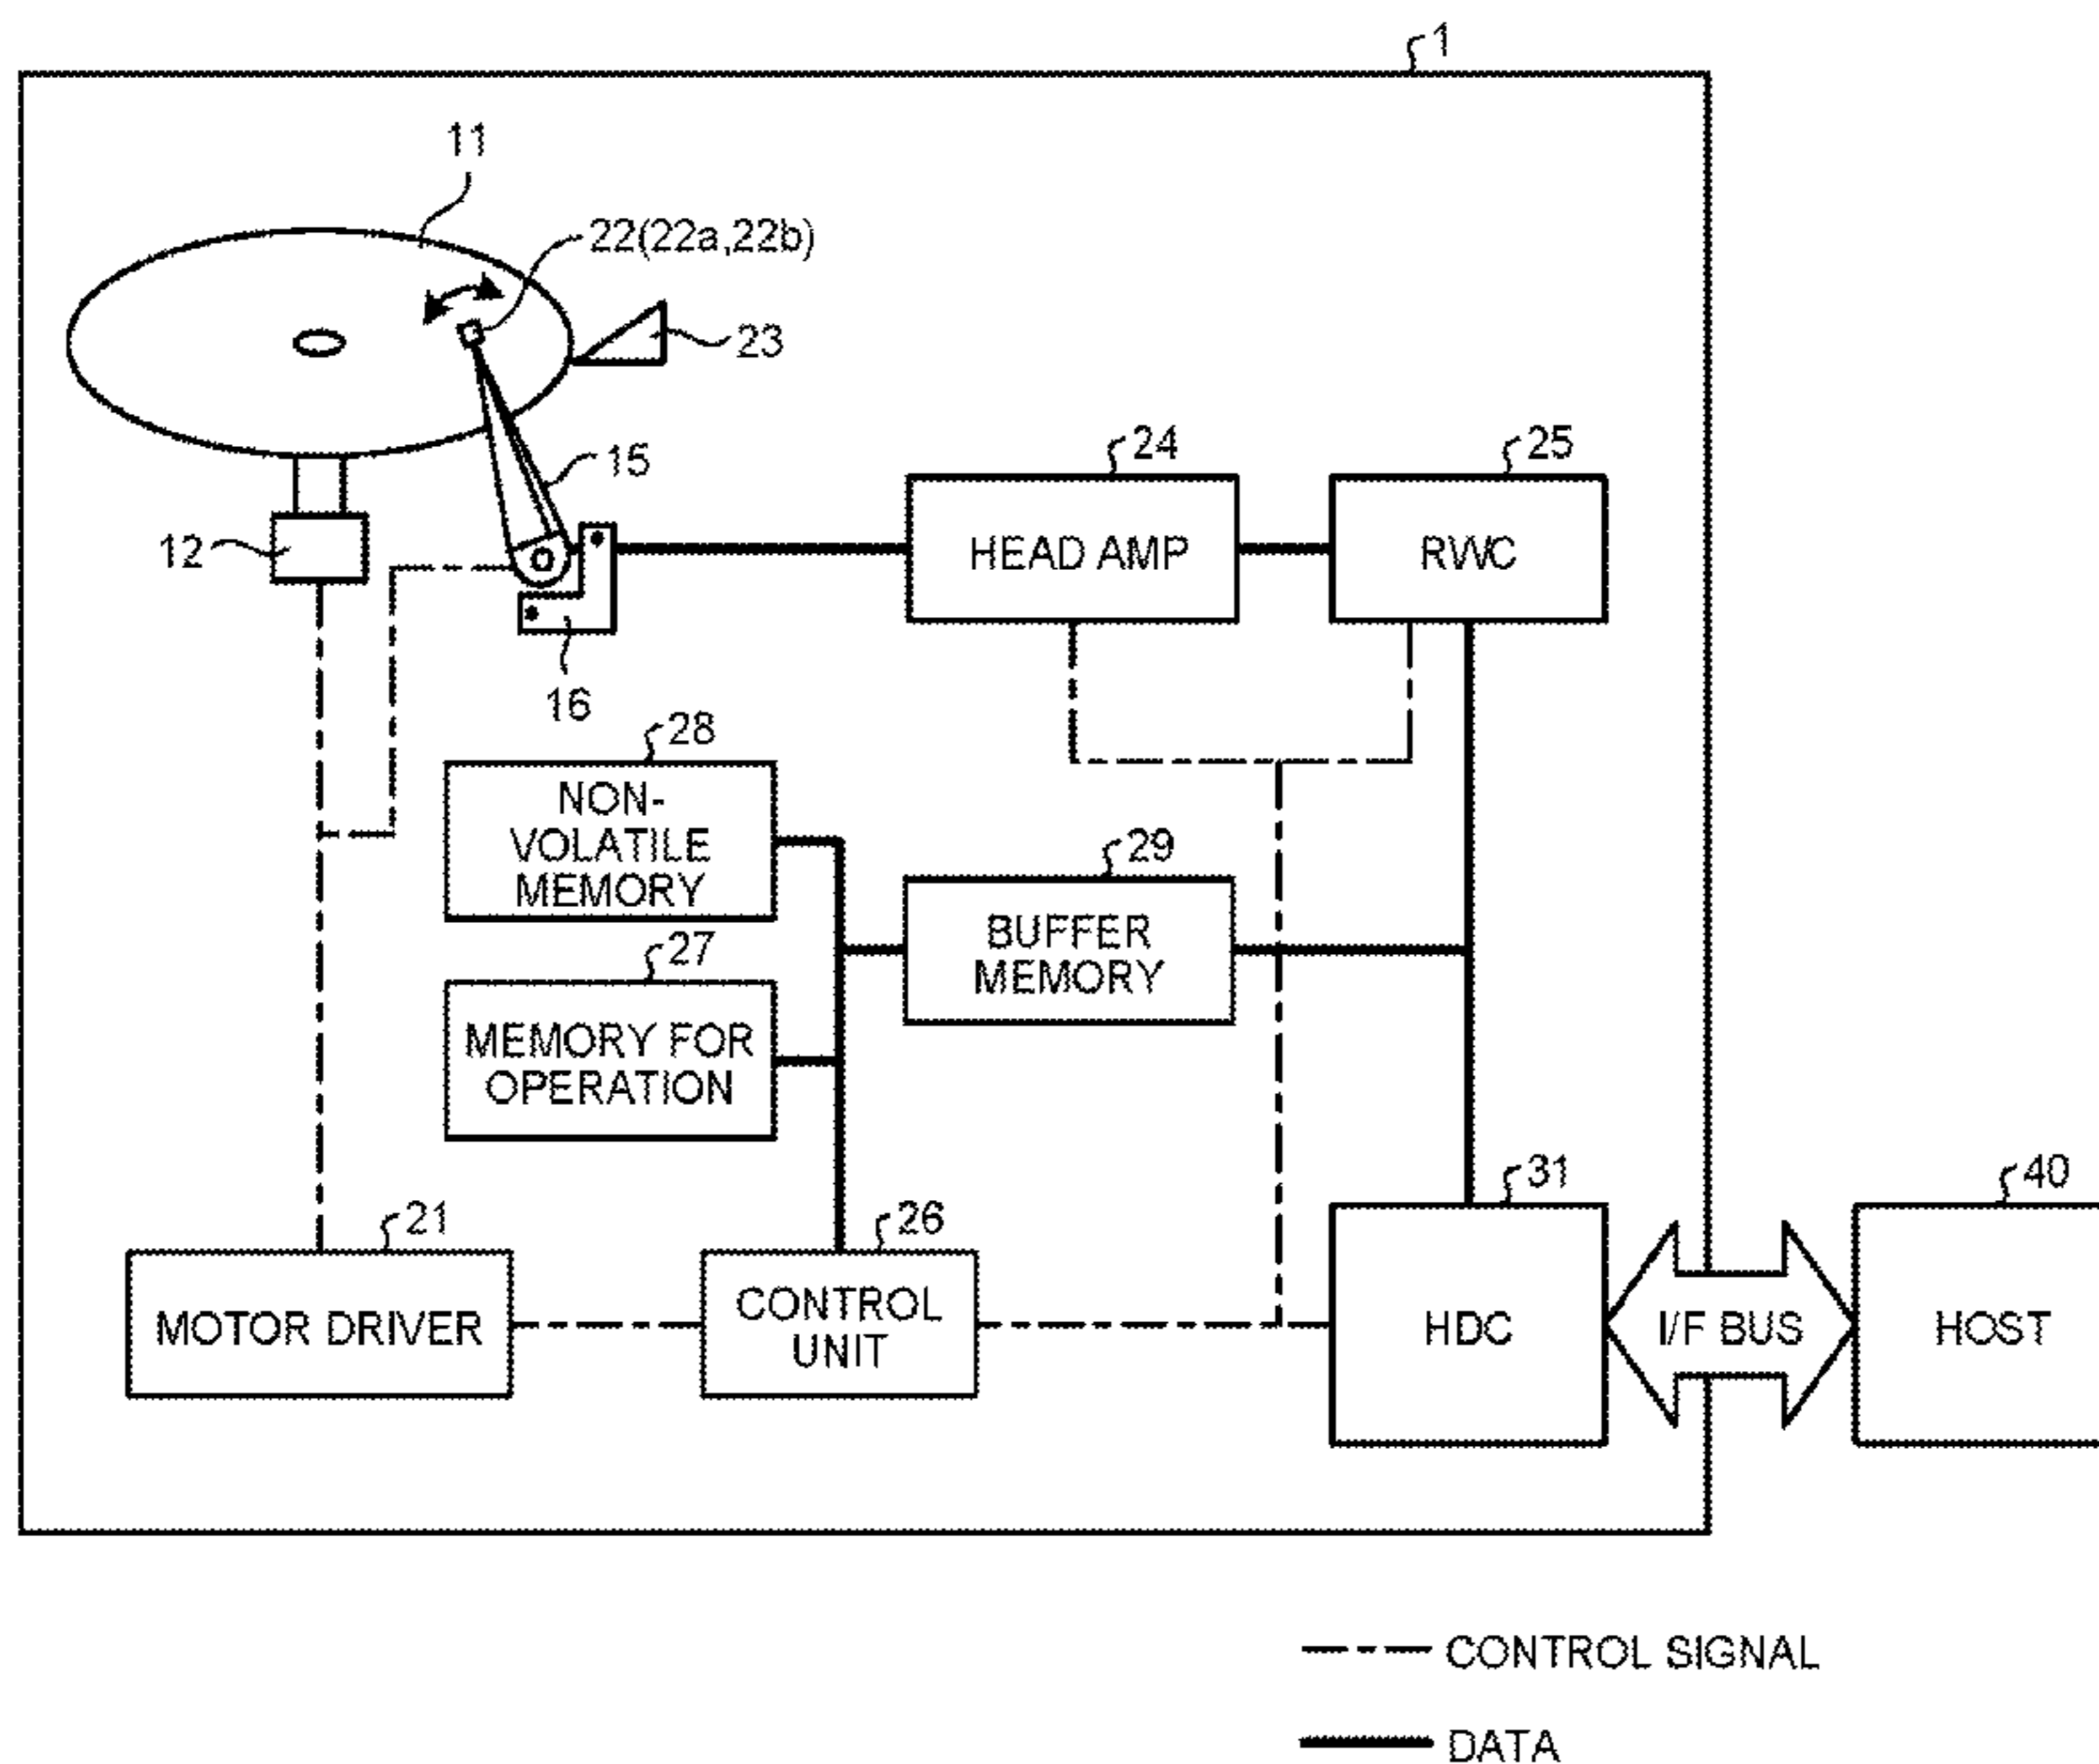 1
11
22(22a,22b)
23
15
12
16
24
HEAD AMP
25
RWC
28
NON-
VOLATILE
MEMORY
29
BUFFER
MEMORY
27
MEMORY FOR
OPERATION
21
MOTOR DRIVER
26
CONTROL
UNIT
31
HDC
I/F BUS
40
HOST
CONTROL SIGNAL
DATA